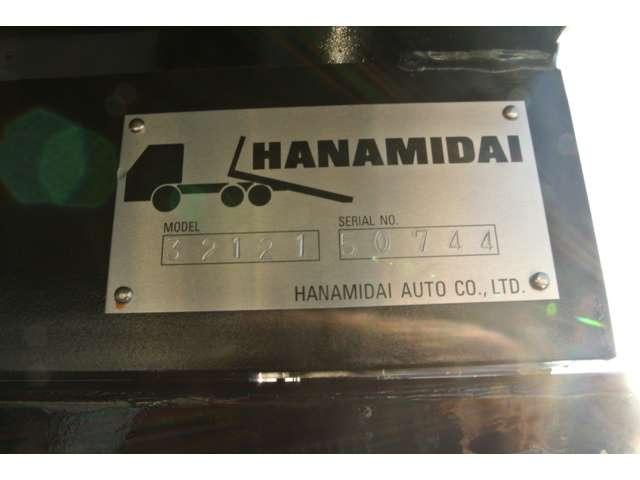 HANAMIDAI
MODEL SERIAL NO.
32121 50744
HANAMIDAI AUTO CO., LTD.